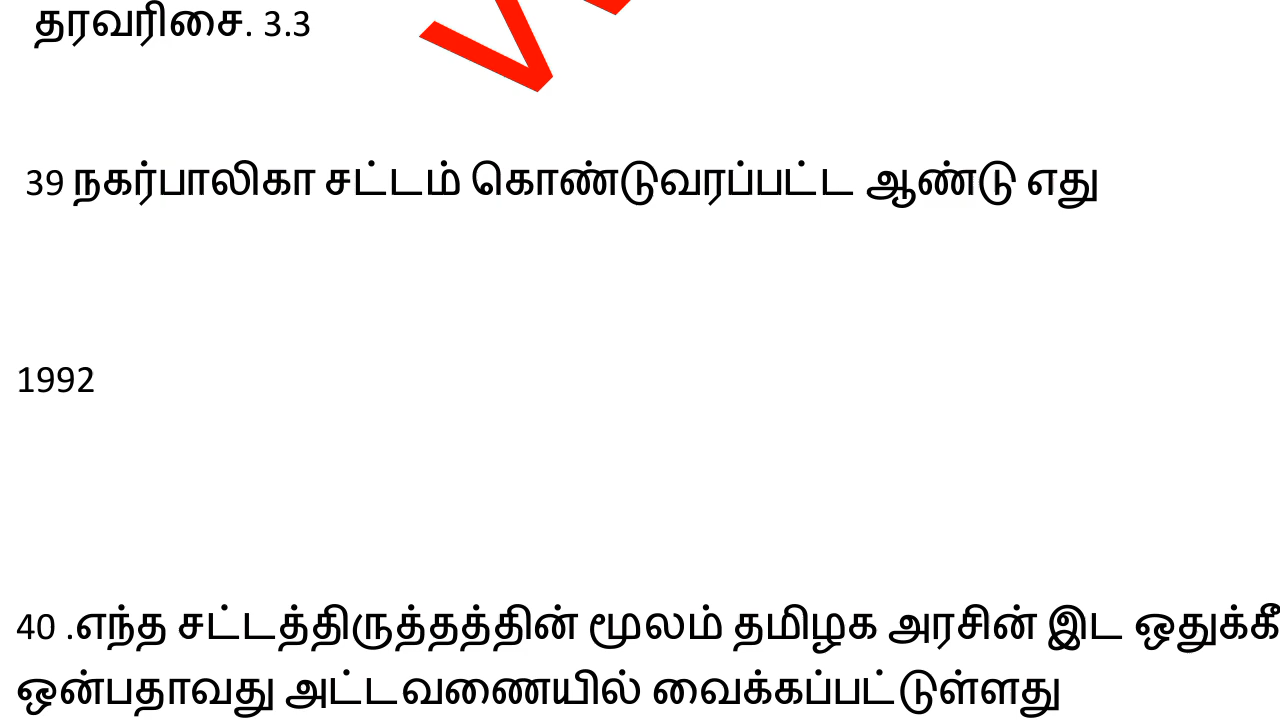 தரவரிசை. 3.3
39 நகர்பாலிகா சட்டம் கொண்டுவரப்பட்ட ஆண்டு எது
1992
40 .எந்த சட்டத்திருத்தத்தின் மூலம் தமிழக அரசின் இட ஒதுக்கீ
ஒன்பதாவது அட்டவணையில் வைக்கப்பட்டுள்ளது